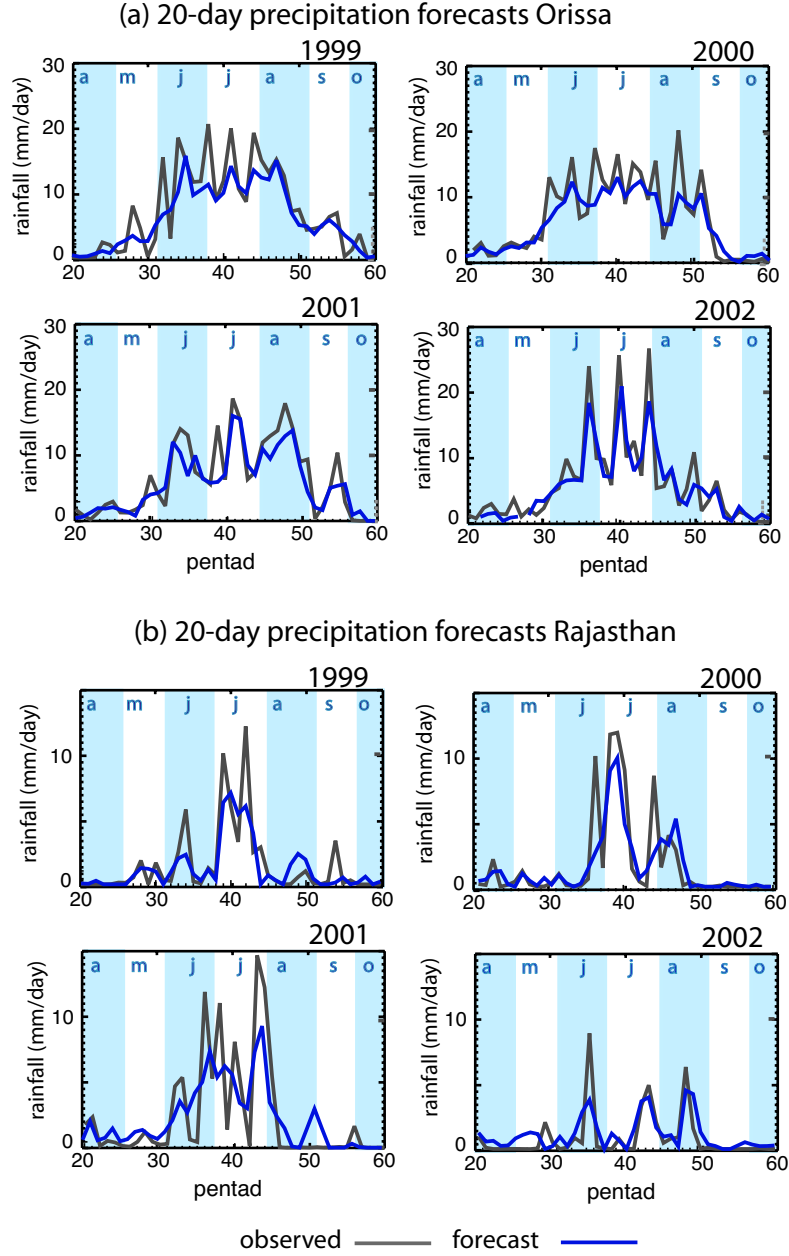 (a) 20-day precipitation forecasts Orissa
1999
2000
30
20
10
0
rainfall (mm/day)
a m j j a s o
20 30 40 50 60
30
20
10
0
rainfall (mm/day)
a m j j a s o
20 30 40 50 60
2001
2002
30
20
10
0
rainfall (mm/day)
a m j j a s o
20 30 40 50 60
pentad
30
20
10
0
rainfall (mm/day)
a m j j a s o
20 30 40 50 60
pentad
(b) 20-day precipitation forecasts Rajasthan
1999
2000
10
0
rainfall (mm/day)
a m j j a s o
20 30 40 50 60
10
0
rainfall (mm/day)
a m j j a s o
20 30 40 50 60
2001
2002
10
0
rainfall (mm/day)
a m j j a s o
20 30 40 50 60
pentad
10
0
rainfall (mm/day)
a m j j a s o
20 30 40 50 60
pentad
observed forecast